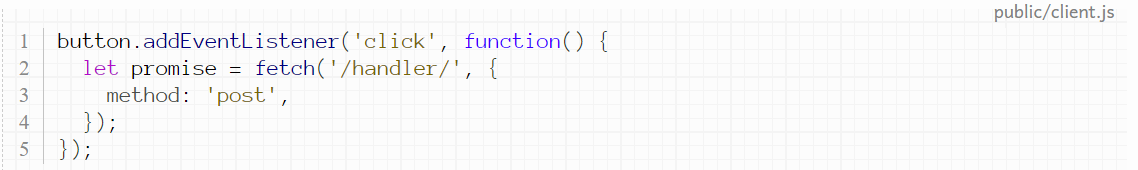 public/client.js
1 button.addEventListener('click', function() {
2   let promise = fetch('/handler/', {
3     method: 'post',
4   });
5 });